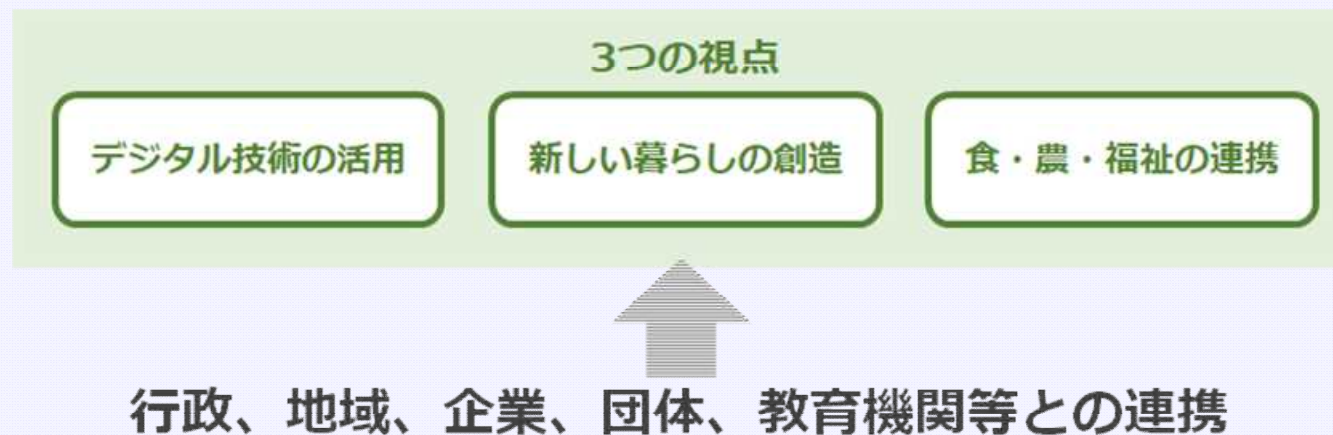 3つの視点
デジタル技術の活用
新しい暮らしの創造
食・農・福祉の連携
行政、地域、企業、団体、教育機関等との連携